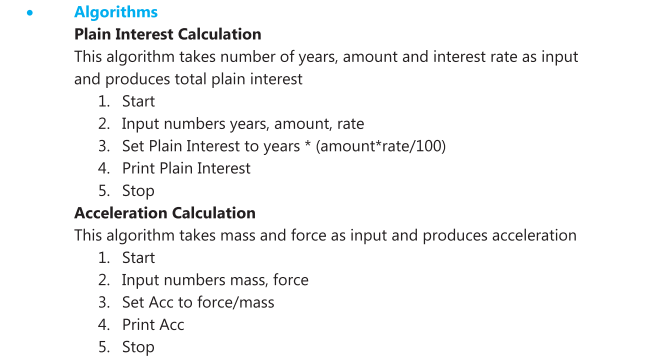 • Algorithms
Plain Interest Calculation
This algorithm takes number of years, amount and interest rate as input
and produces total plain interest
1. Start
2. Input numbers years, amount, rate
3. Set Plain Interest to years * (amount*rate/100)
4. Print Plain Interest
5. Stop
Acceleration Calculation
This algorithm takes mass and force as input and produces acceleration
1. Start
2. Input numbers mass, force
3. Set Acc to force/mass
4. Print Acc
5. Stop